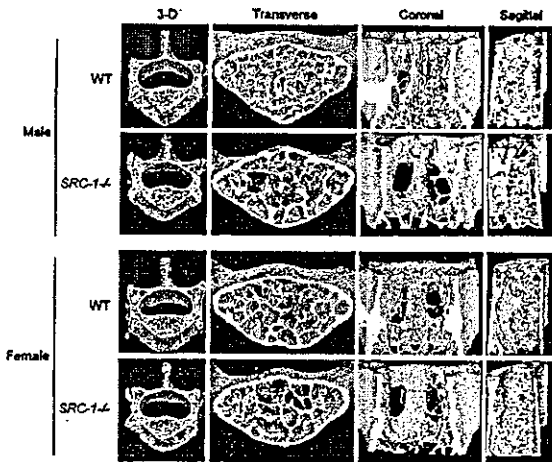 3-D Transverse Coronal Sagittal
WT
Male
SRC-1-/-
WT
Female
SRC-1-/-